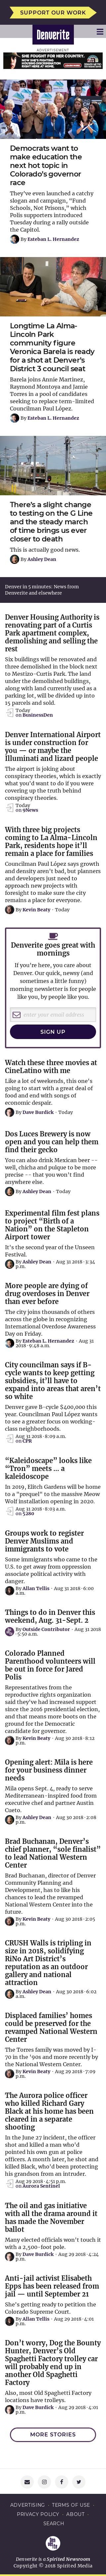 SUPPORT OUR WORK
Denverite
ADVERTISEMENT
Democrats want to
make education the
next hot topic in
Colorado's governor
race
They've even launched a catchy
slogan and campaign, "Fund
Schools, Not Prisons," which
Polis supporters introduced
Tuesday at a rally outside the
Capitol.
By Esteban L. Hernandez
Longtime La Alma-
Lincoln Park
community figure
Veronica Barela is ready
for a shot at Denver's
District 3 council seat
Barela joins Amie Martinez,
Raymond Montoya and Jamie
Torres in a pool of candidates
seeking to replace term-limited
Councilman Paul López.
By Esteban L. Hernandez
There's a slight change
to testing on the G Line
and the steady march
of time brings us ever
closer to death
This is actually good news.
By Ashley Dean
Denver in 5 minutes: News from
Denverite and elsewhere
Denver Housing Authority is
renovating part of a Curtis
Park apartment complex,
demolishing and selling the
rest
Six buildings will be renovated and
three demolished in the rock next
to Mestizo-Curtis Park. The land
under the demolished buildings,
along with land currently used as a
parking lot, will be divided up into
15 parcels and sold.
Today
on BusinessDen
Denver International Airport
is under construction for
you — or maybe the
Illuminati and lizard people
The airport is joking about
conspiracy theories, which is exactly
what you'd want to do if you were
covering up the truth behind
conspiracy theories.
Today
on 9News
With three big projects
coming to La Alma-Lincoln
Park, residents hope it'll
remain a place for families
Councilman Paul López says growth
and density aren't bad, but planners
and developers need to approach
projects with more
foresight to make sure the city
remains a place for everyone.
By Kevin Beaty · Today
Denverite goes great with
mornings
If you're here, you care about
Denver. Our quick, newsy (and
sometimes a little funny)
morning newsletter is for people
like you, by people like you.
enter your email address
SIGN UP
Watch these three movies at
CineLatino with me
Like a lot of weekends, this one's
going to start with a great deal of
food and end with songs of
existential despair.
By Dave Burdick · Today
Dos Luces Brewery is now
open and you can help them
find their gecko
You can also drink Mexican beer --
well, chicha and pulque to be more
precise -- that you won't find
anywhere else.
By Ashley Dean · Today
Experimental film fest plans
to project "Birth of a
Nation" on the Stapleton
Airport tower
It's the second year of the Unseen
Festival.
By Ashley Dean · Aug 31 2018 · 3:34
p.m.
More people are dying of
drug overdoses in Denver
than ever before
The city joins thousands of others
across the globe in recognizing
International Overdose Awareness
Day on Friday.
By Esteban L. Hernandez · Aug 31
2018 · 9:48 a.m.
City councilman says if B-
cycle wants to keep getting
subsidies, it'll have to
expand into areas that aren't
so white
Denver gave B-cycle $400,000 this
year. Councilman Paul López wants
to see a greater focus on working-
class neighborhoods.
Aug 31 2018 · 8:09 a.m.
on CPR
"Kaleidoscope" looks like
"Tron" meets … a
kaleidoscope
In 2019, Elitch Gardens will be home
to a "prequel" to the massive Meow
Wolf installation opening in 2020.
Aug 31 2018 · 8:03 a.m.
on 5280
Groups work to register
Denver Muslims and
immigrants to vote
Some immigrants who came to the
U.S. to get away from oppression
associate political activity with
danger.
By Allan Tellis · Aug 31 2018 · 6:00
a.m.
Things to do in Denver this
weekend, Aug. 31-Sept. 2
By Outside Contributor · Aug 31 2018
· 5:50 a.m.
Colorado Planned
Parenthood volunteers will
be out in force for Jared
Polis
Representatives from the
reproductive rights organization
said they've had increased support
since the 2016 presidential election,
which also means more boots on the
ground for the Democratic
candidate for governor.
By Kevin Beaty · Aug 30 2018 · 8:12
p.m.
Opening alert: Mila is here
for your business dinner
needs
Mila opens Sept. 4, ready to serve
Mediterranean-inspired food from
executive chef and partner Aniedra
Cueto.
By Ashley Dean · Aug 30 2018 · 2:08
p.m.
Brad Buchanan, Denver's
chief planner, "sole finalist"
to lead National Western
Center
Brad Buchanan, director of Denver
Community Planning and
Development, has to like his
chances to lead the revamped
National Western Center into the
future.
By Kevin Beaty · Aug 30 2018 · 2:05
p.m.
CRUSH Walls is tripling in
size in 2018, solidifying
RiNo Art District's
reputation as an outdoor
gallery and national
attraction
By Ashley Dean · Aug 30 2018 · 6:02
a.m.
Displaced families' homes
could be preserved for the
revamped National Western
Center
The Torres family was moved by I-
70 in the '90s and more recently by
the National Western Center.
By Kevin Beaty · Aug 29 2018 · 7:09
p.m.
The Aurora police officer
who killed Richard Gary
Black at his home has been
cleared in a separate
shooting
In the June 27 incident, the officer
shot and killed a man who'd
pointed his own gun at police
officers. A month later, he shot and
killed Black, who'd been protecting
his grandson from an intruder.
Aug 29 2018 · 4:51 p.m.
on Aurora Sentinel
The oil and gas initiative
with all the drama around it
has made the November
ballot
Many elected officials won't touch it
with a 2,500-foot pole.
By Dave Burdick · Aug 29 2018 · 4:24
p.m.
Anti-jail activist Elisabeth
Epps has been released from
jail — until September 21
She's getting ready to petition the
Colorado Supreme Court.
By Allan Tellis · Aug 29 2018 · 4:01
p.m.
Don't worry, Dog the Bounty
Hunter, Denver's Old
Spaghetti Factory trolley car
will probably end up in
another Old Spaghetti
Factory
Also, most Old Spaghetti Factory
locations have trolleys.
By Dave Burdick · Aug 29 2018 · 4:01
p.m.
MORE STORIES
ADVERTISING · TERMS OF USE ·
PRIVACY POLICY · ABOUT ·
SEARCH
Denverite is a Spirited Newsroom
Copyright © 2018 Spirited Media